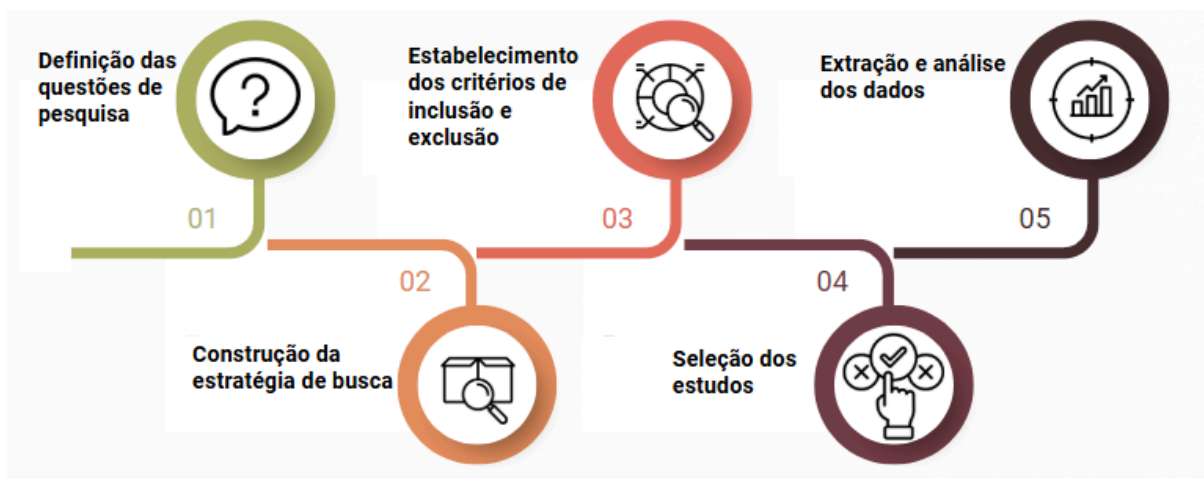 Definição das
questões de
pesquisa
01
Construção da
estratégia de busca
02
Estabelecimento
dos critérios de
inclusão e
exclusão
03
Seleção dos
estudos
04
Extração e análise
dos dados
05